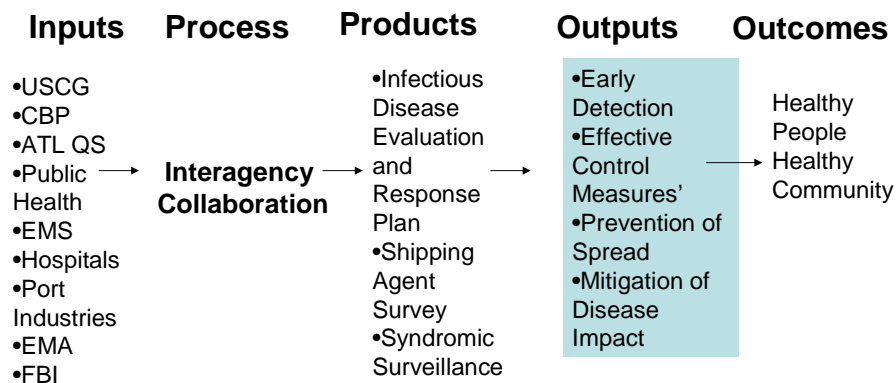 Inputs Process Products Outputs Outcomes
•USCG
•CBP
•ATL QS
•Public
Health
•EMS
•Hospitals
•Port
Industries
•EMA
•FBI
Interagency
Collaboration
•Infectious
Disease
Evaluation
and
Response
Plan
•Shipping
Agent
Survey
•Syndromic
Surveillance
•Early
Detection
•Effective
Control
Measures’
•Prevention of
Spread
•Mitigation of
Disease
Impact
Healthy
People
Healthy
Community